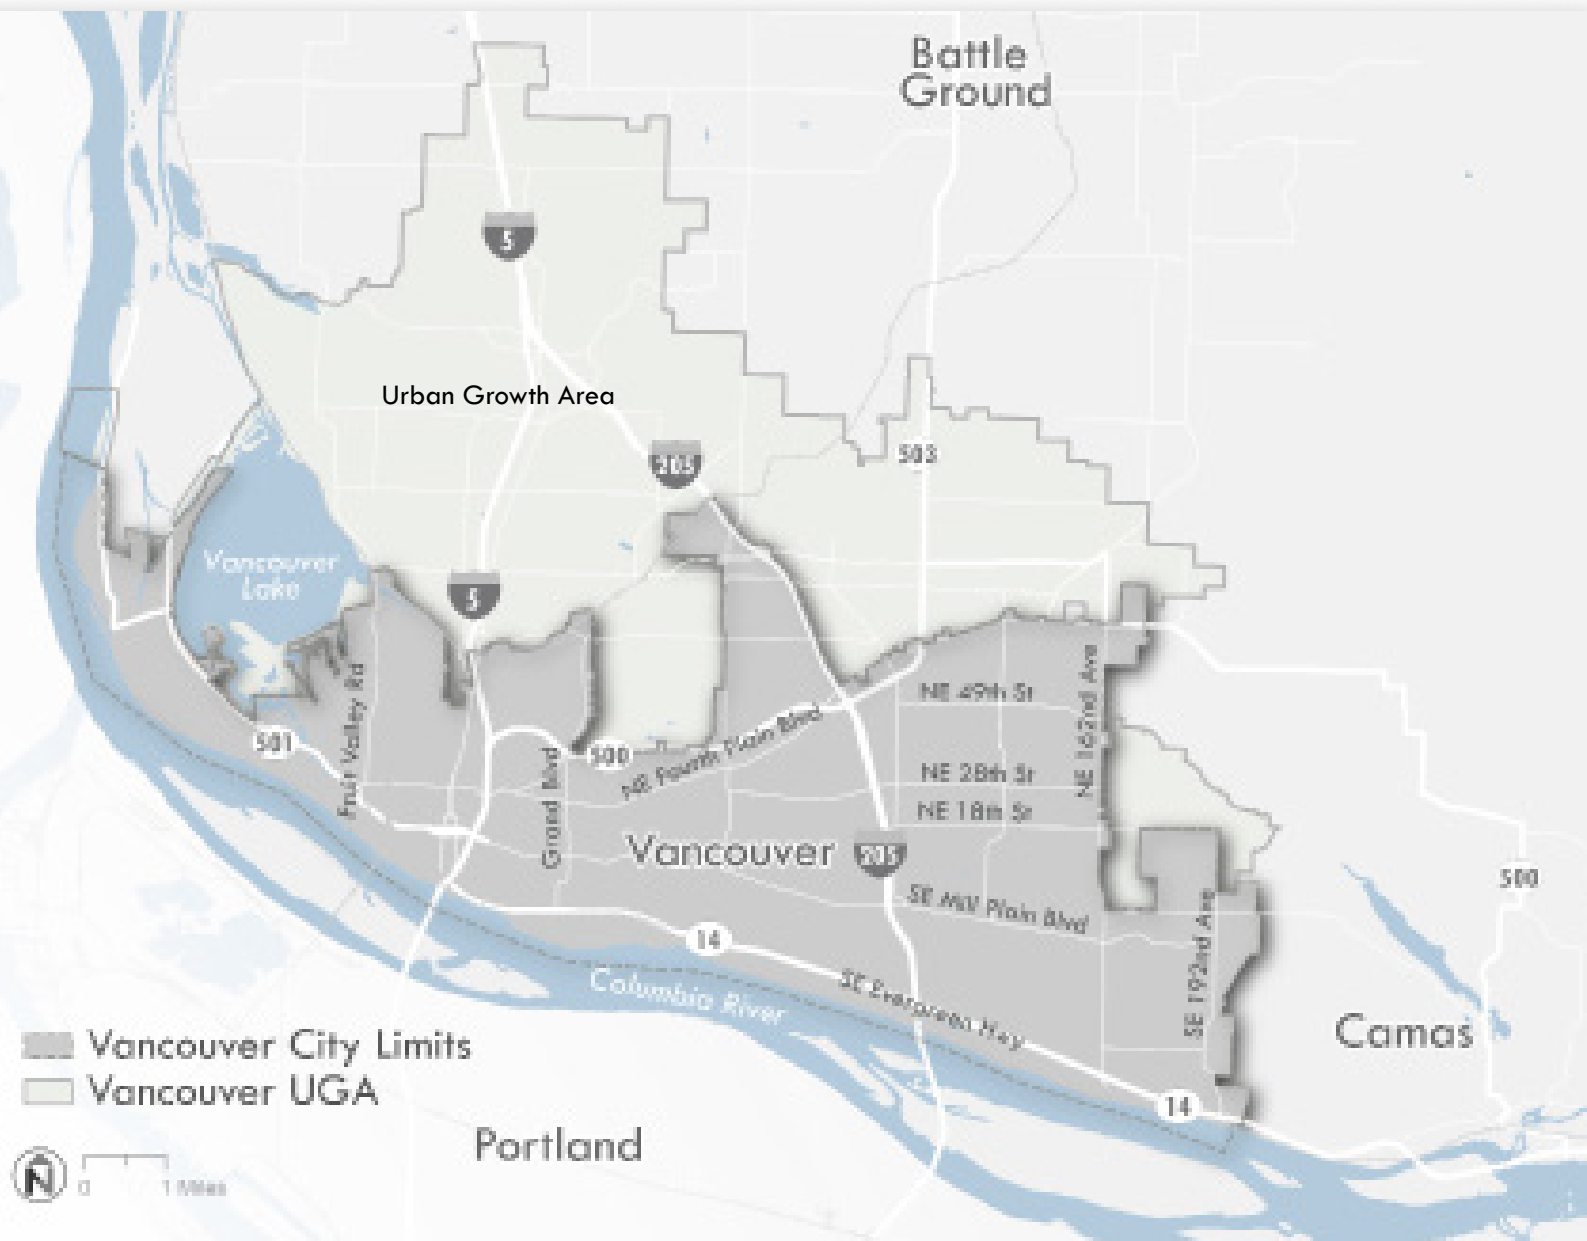 Battle
Ground
5
Urban Growth Area
205
503
Vancouver
Lake
5
NE 162nd Ave
Fruit Valley Rd
NE 49th St
501
Grand Blvd
500
NE Fourth Plain Blvd
NE 28th St
NE 18th St
Vancouver
205
500
SE Mill Plain Blvd
14
SE 192nd Ave
Columbia River
SE Evergreen Hwy
Camas
Vancouver City Limits
Vancouver UGA
14
Portland
N
0
1 Miles